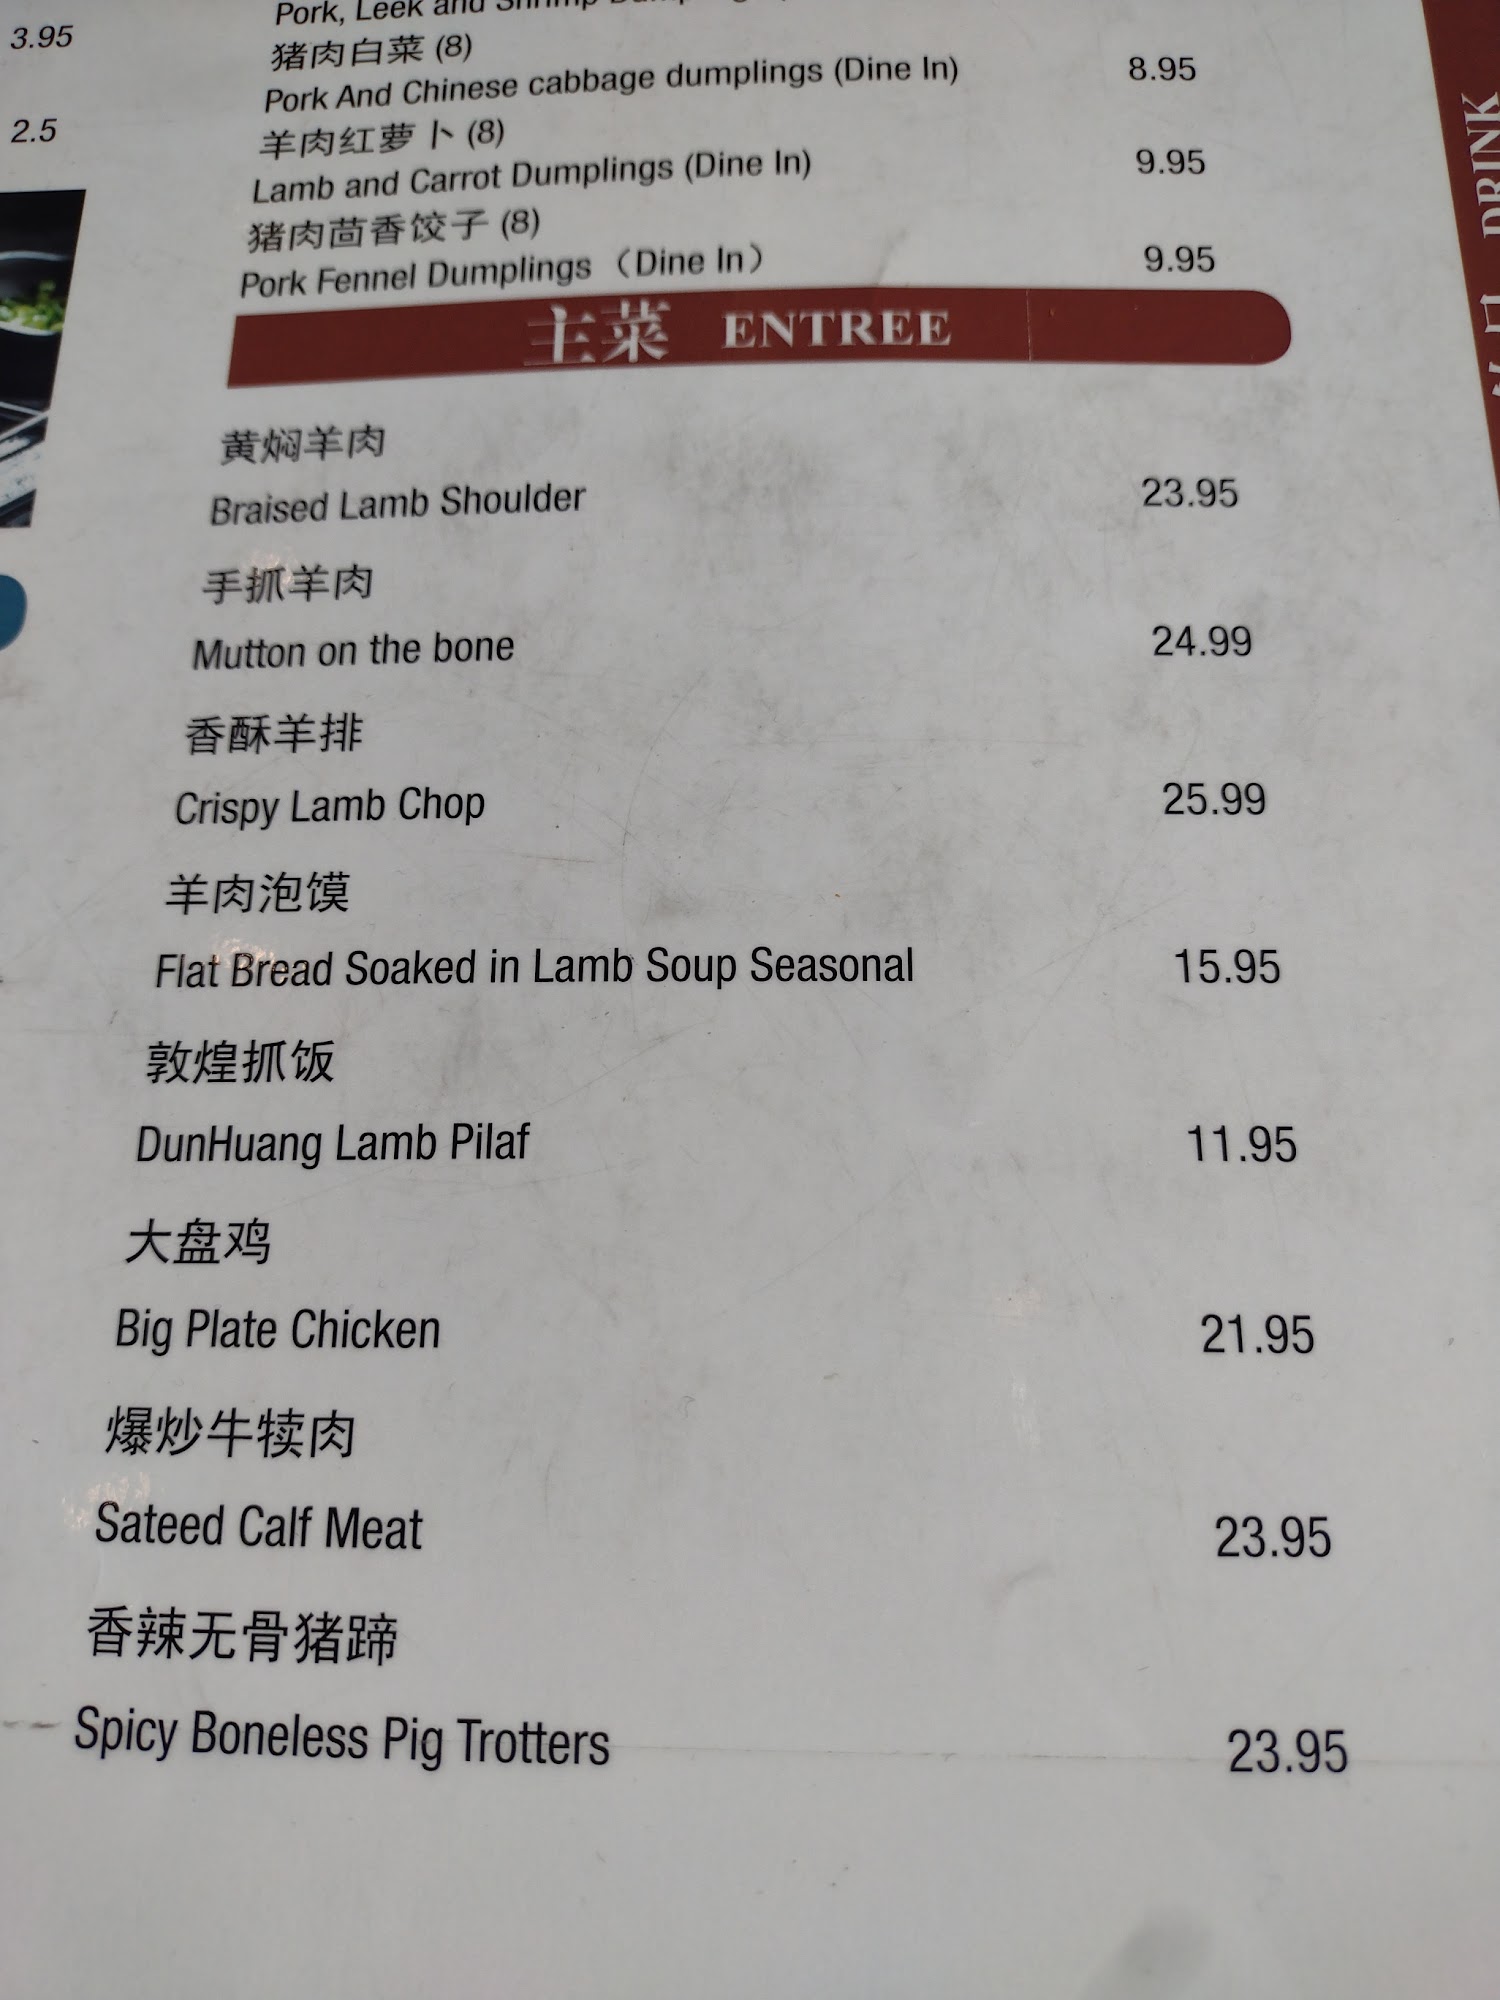 3.95
2.5
Pork, Leek and Shrimp
猪肉白菜 (8)
Pork And Chinese cabbage dumplings (Dine In) 8.95
羊肉红萝卜 (8)
Lamb and Carrot Dumplings (Dine In) 9.95
猪肉茴香饺子 (8)
Pork Fennel Dumplings（Dine In） 9.95
主菜 ENTREE
黄焖羊肉
Braised Lamb Shoulder 23.95
手抓羊肉
Mutton on the bone 24.99
香酥羊排
Crispy Lamb Chop 25.99
羊肉泡馍
Flat Bread Soaked in Lamb Soup Seasonal 15.95
敦煌抓饭
DunHuang Lamb Pilaf 11.95
大盘鸡
Big Plate Chicken 21.95
爆炒牛犊肉
Sateed Calf Meat 23.95
香辣无骨猪蹄
Spicy Boneless Pig Trotters 23.95
DRINK